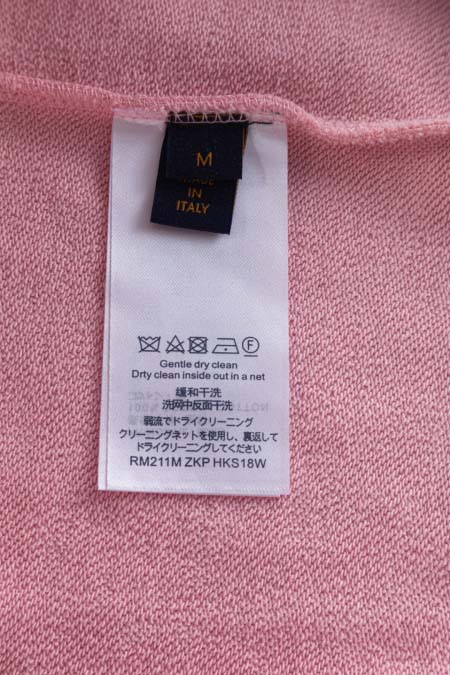 M
MADE
IN
ITALY
F
Gentle dry clean
Drty clean inside out in a net
缓和干洗
洗网中反面干洗
弱流でドライクリーニング
クリーニングネットを使用し、裏返して
ドライクリーニングしてください
RM211M ZKP HKS18W